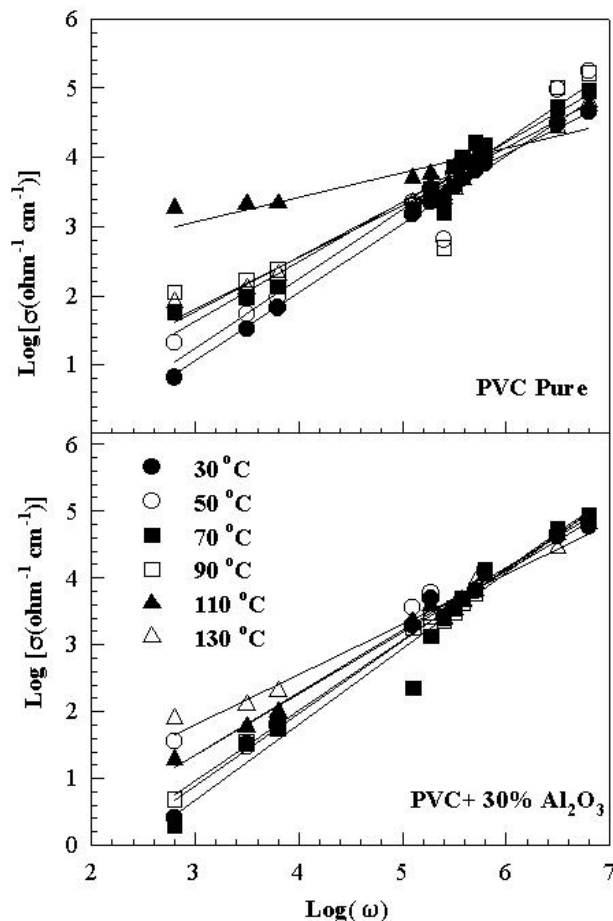 6
5
4
3
2
1
Log[σ(ohm⁻¹ cm⁻¹)]
PVC Pure
6
5
4
3
2
1
0
Log [σ(ohm⁻¹ cm⁻¹)]
30 °C
50 °C
70 °C
90 °C
110 °C
130 °C
PVC+ 30% Al₂O₃
2 3 4 5 6 7
Log( ω)